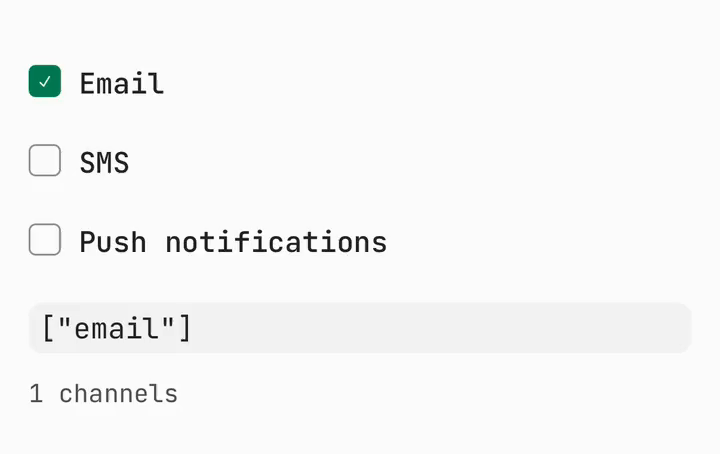 Email
SMS
Push notifications
["email"]
1 channels